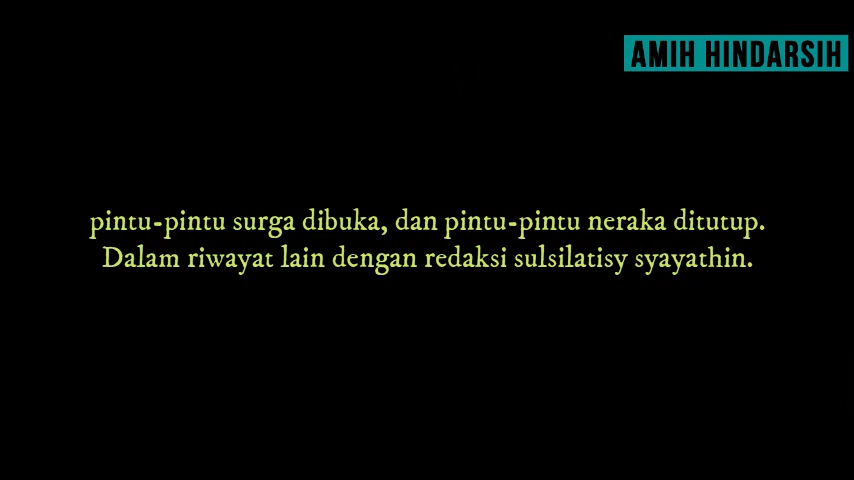 AMIH HINDARSIH
pintu-pintu surga dibuka, dan pintu-pintu neraka ditutup.
Dalam riwayat lain dengan redaksi sulsilatisy syayathin.